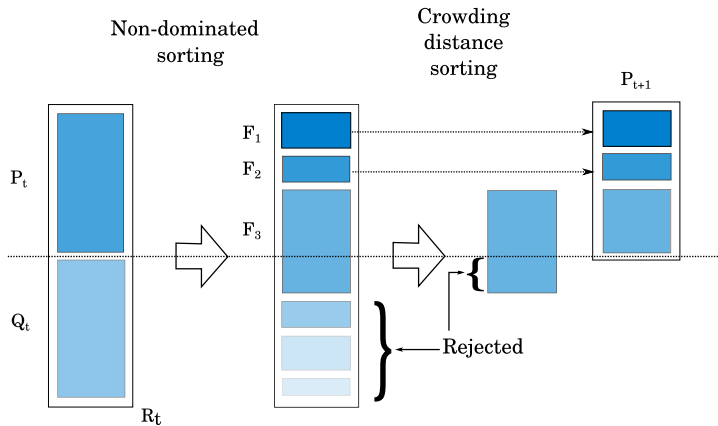 Non-dominated
sorting
Crowding
distance
sorting
P_{t+1}
F_1
F_2
P_t
F_3
Q_t
Rejected
R_t